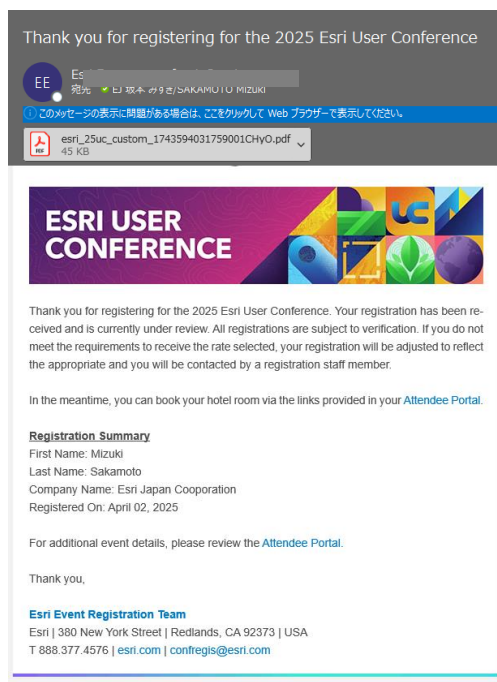 Thank you for registering for the 2025 Esri User Conference
EE
Es
宛先 EJ 坂本 みずき/SAKAMOTO Mizuki
このメッセージの表示に問題がある場合は、ここをクリックして Web ブラウザーで表示してください。
esri_25uc_custom_1743594031759001CHyO.pdf
45 KB
PDF
ESRI USER
CONFERENCE
UC
Thank you for registering for the 2025 Esri User Conference. Your registration has been re-
ceived and is currently under review. All registrations are subject to verification. If you do not
meet the requirements to receive the rate selected, your registration will be adjusted to reflect
the appropriate and you will be contacted by a registration staff member.
In the meantime, you can book your hotel room via the links provided in your Attendee Portal.
Registration Summary
First Name: Mizuki
Last Name: Sakamoto
Company Name: Esri Japan Cooporation
Registered On: April 02, 2025
For additional event details, please review the Attendee Portal.
Thank you,
Esri Event Registration Team
Esri | 380 New York Street | Redlands, CA 92373 | USA
T 888.377.4576 | esri.com | confregis@esri.com